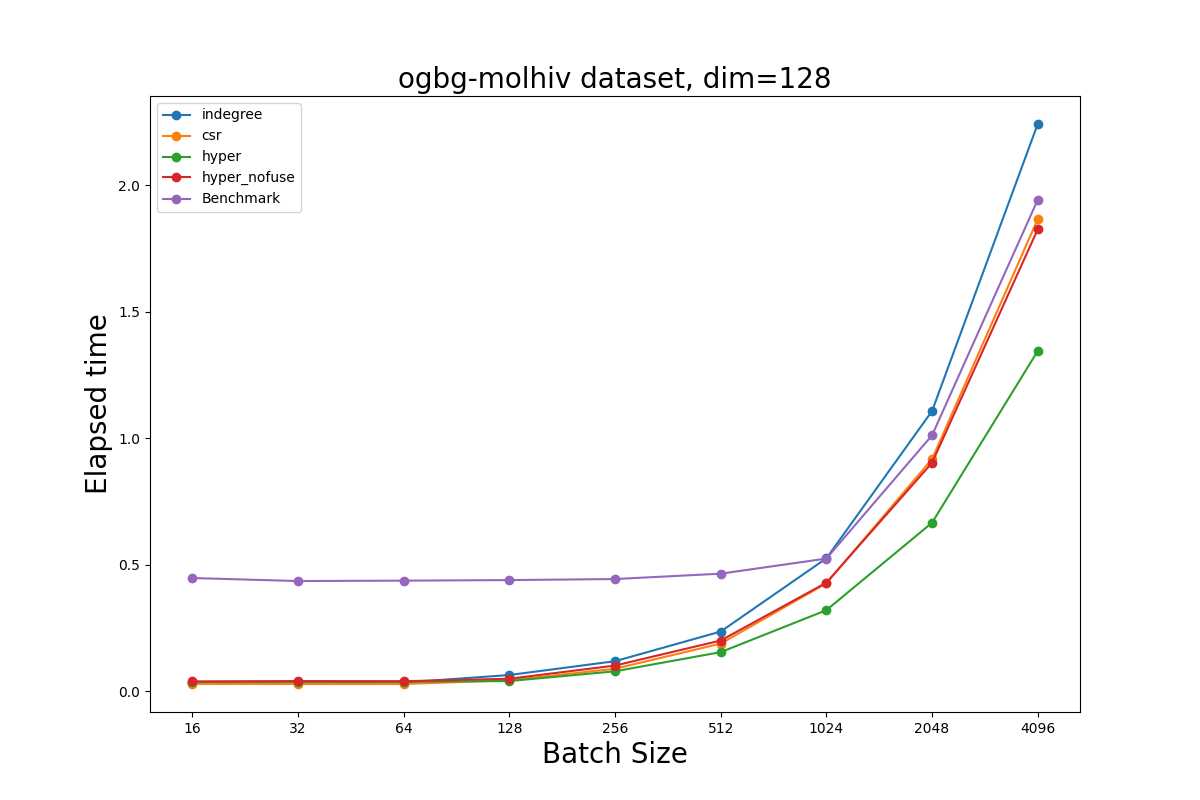 ogbg-molhiv dataset, dim=128
indegree
csr
hyper
hyper_nofuse
Benchmark
Elapsed time
2.0
1.5
1.0
0.5
0.0
16 32 64 128 256 512 1024 2048 4096
Batch Size